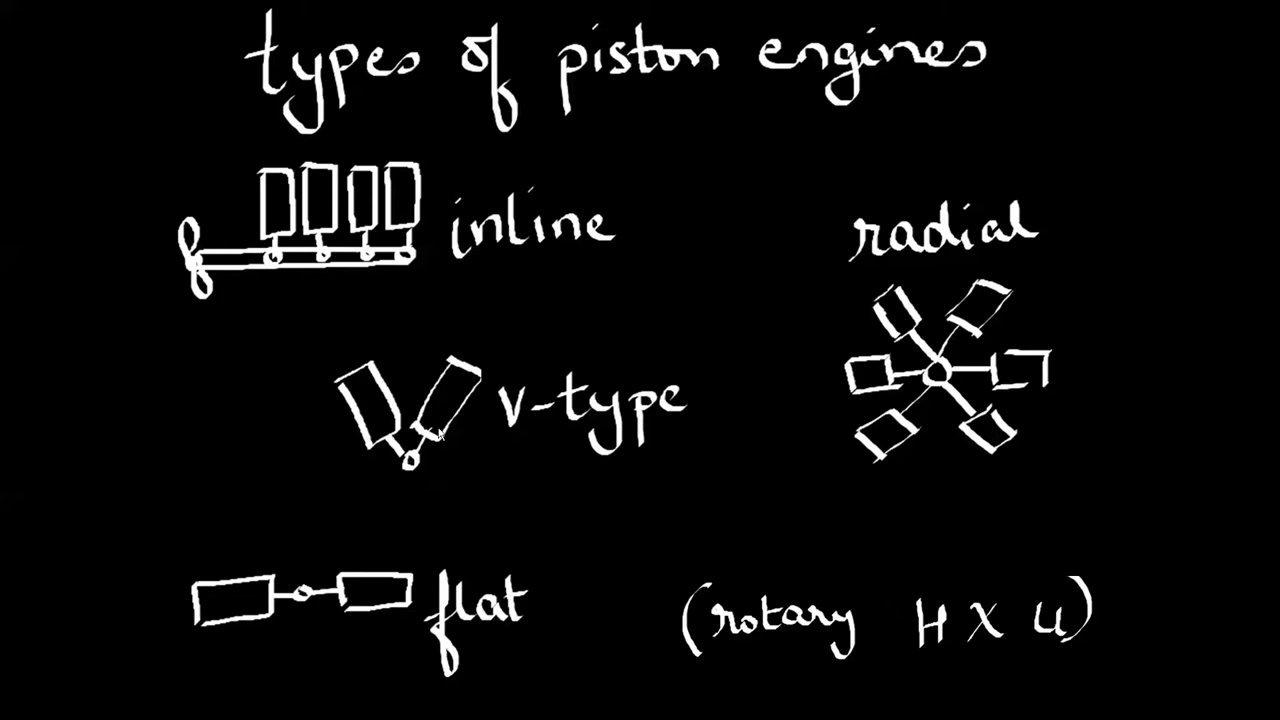 types of piston engines
inline
radial
v-type
flat
(rotary H X U)